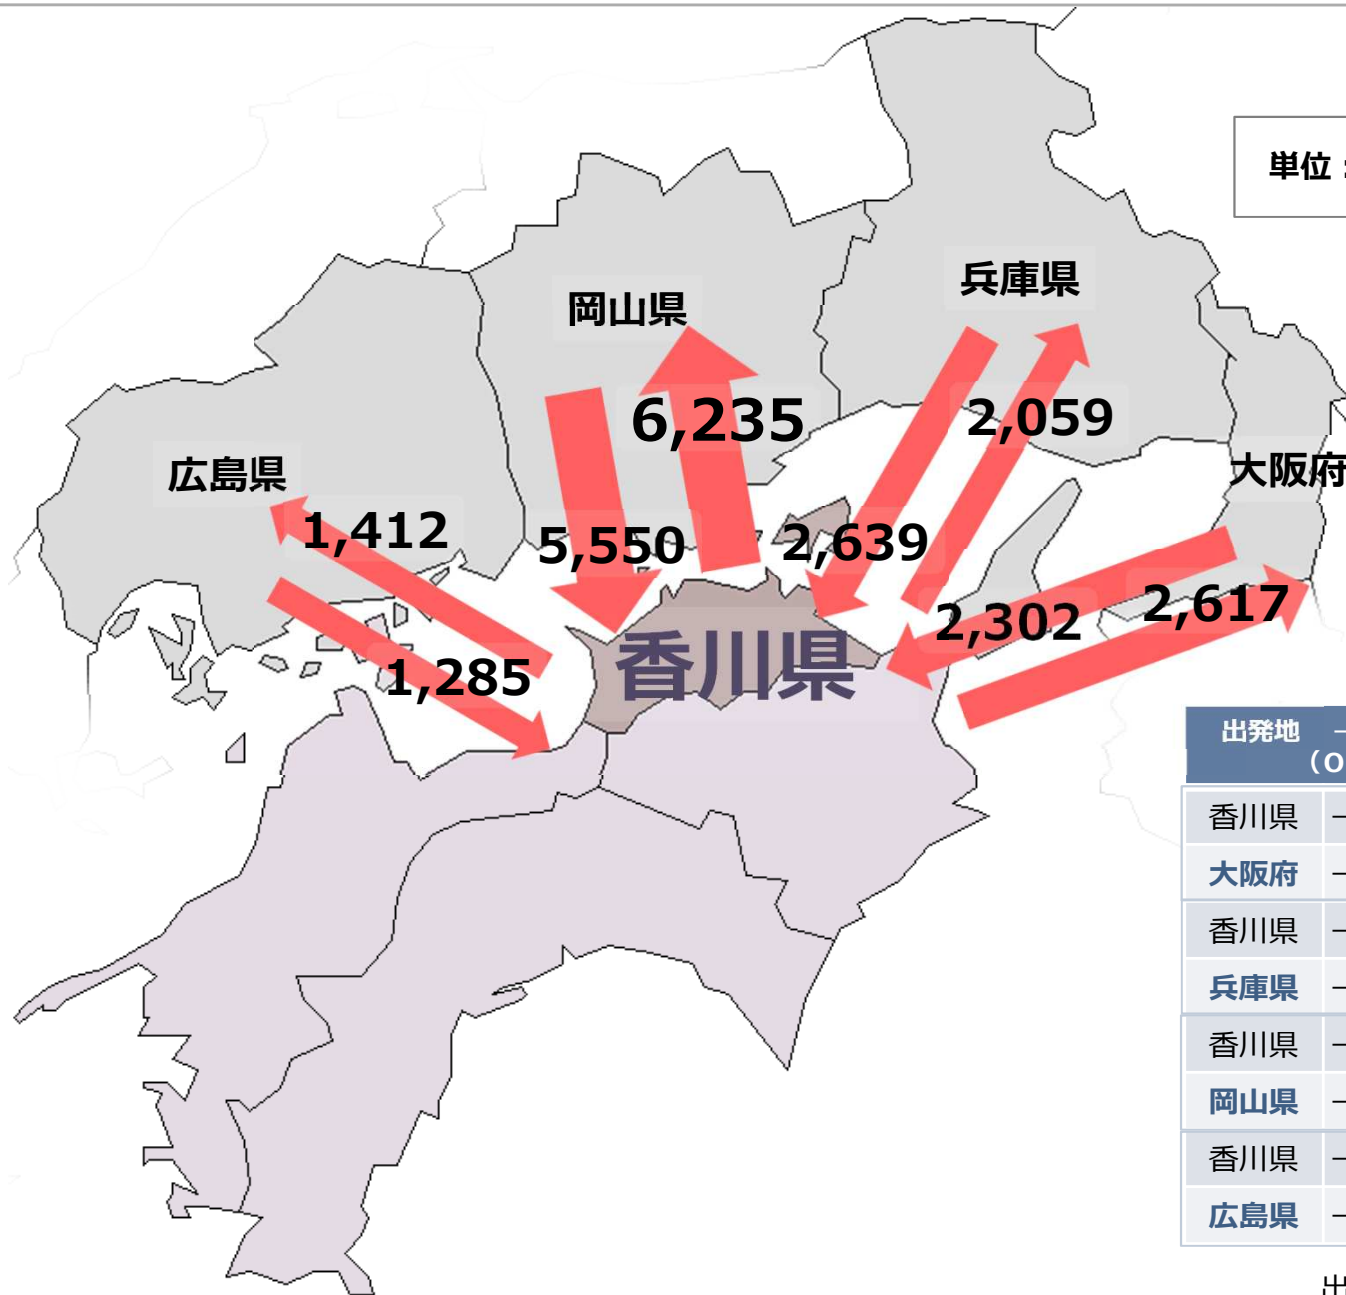 単位：
兵庫県
岡山県
6,235
2,059
広島県
大阪府
1,412
5,550
2,639
2,302
2,617
香川県
1,285
出発地
（O
香川県
大阪府
香川県
兵庫県
香川県
岡山県
香川県
広島県
出